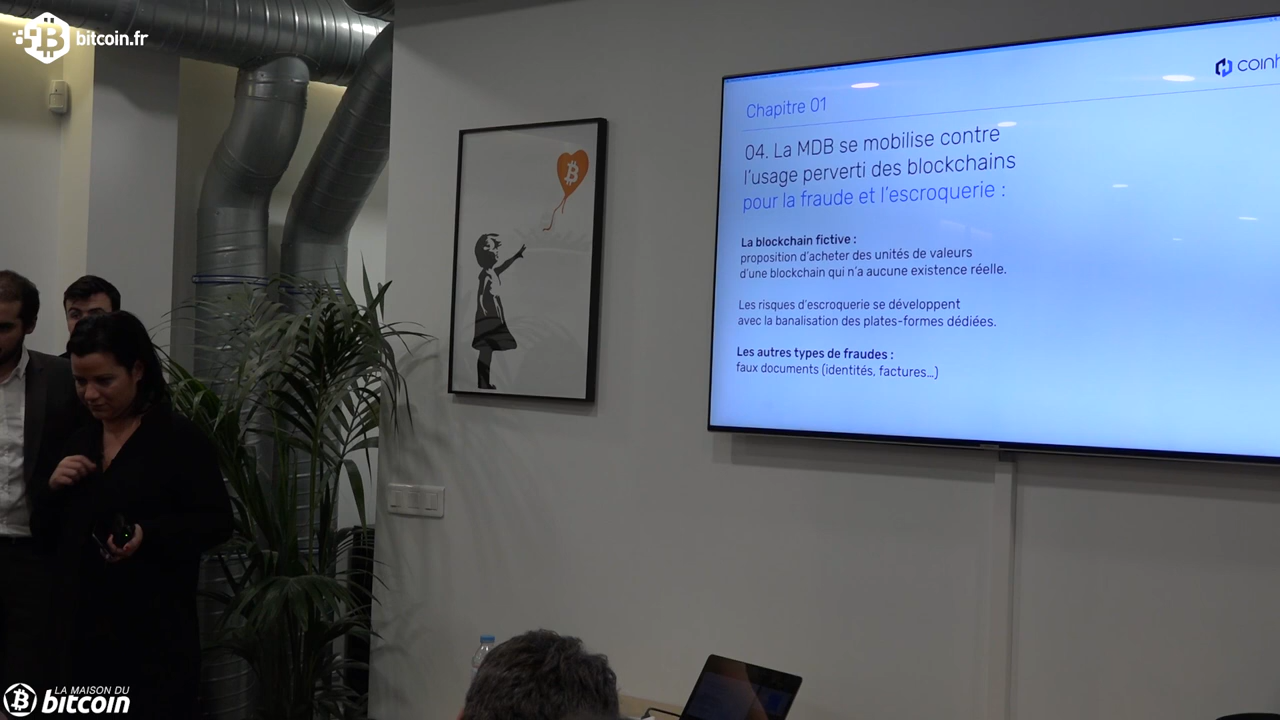 bitcoin.fr
Chapitre 01
04. La MDB se mobilise contre
l'usage perverti des blockchains
pour la fraude et l'escroquerie :
La blockchain fictive :
proposition d'acheter des unités de valeurs
d'une blockchain qui n'a aucune existence réelle.
Les risques d'escroquerie se développent
avec la banalisation des plates-formes dédiées.
Les autres types de fraudes :
faux documents (identités, factures...)
LA MAISON DU
bitcoin